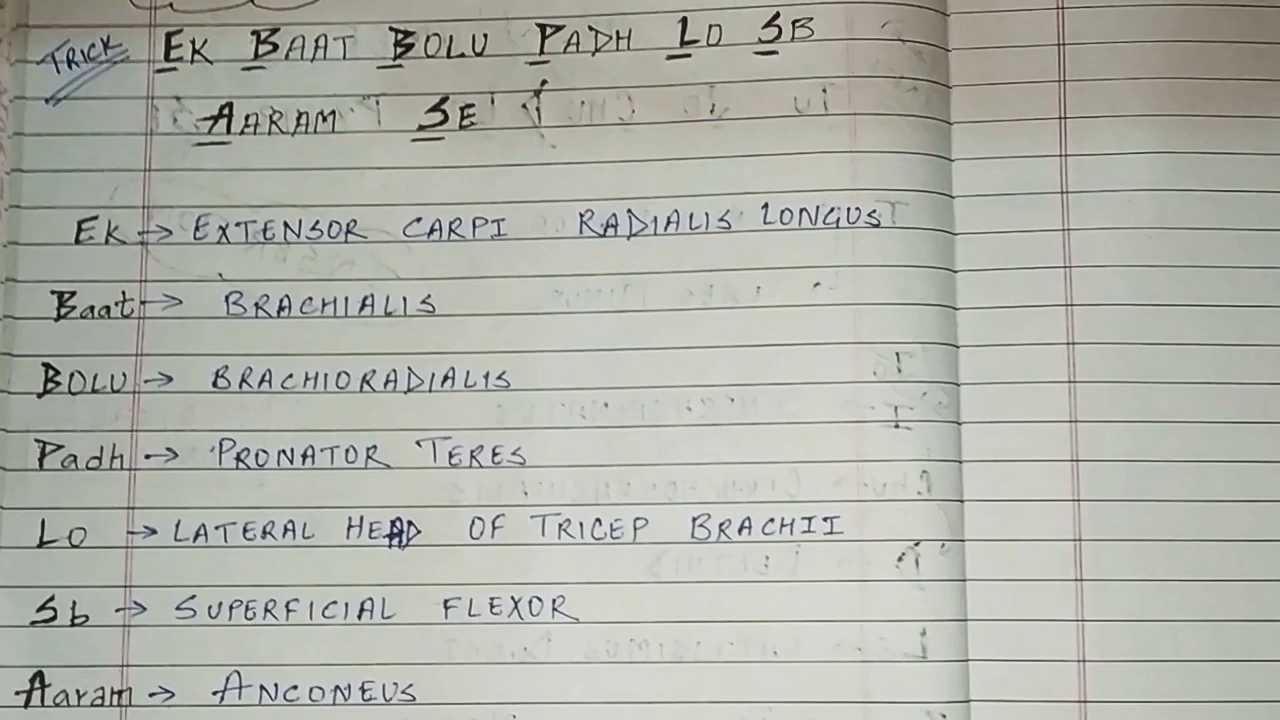 TRICK EK BAAT BOLU PADH LO SB
AARAM SE
EK → EXTENSOR CARPI RADIALIS LONGUS
Baat → BRACHIALIS
BOLU → BRACHIORADIALIS
Padh → PRONATOR TERES
LO → LATERAL HEAD OF TRICEP BRACHII
Sb → SUPERFICIAL FLEXOR
Aaram → ANCONEUS